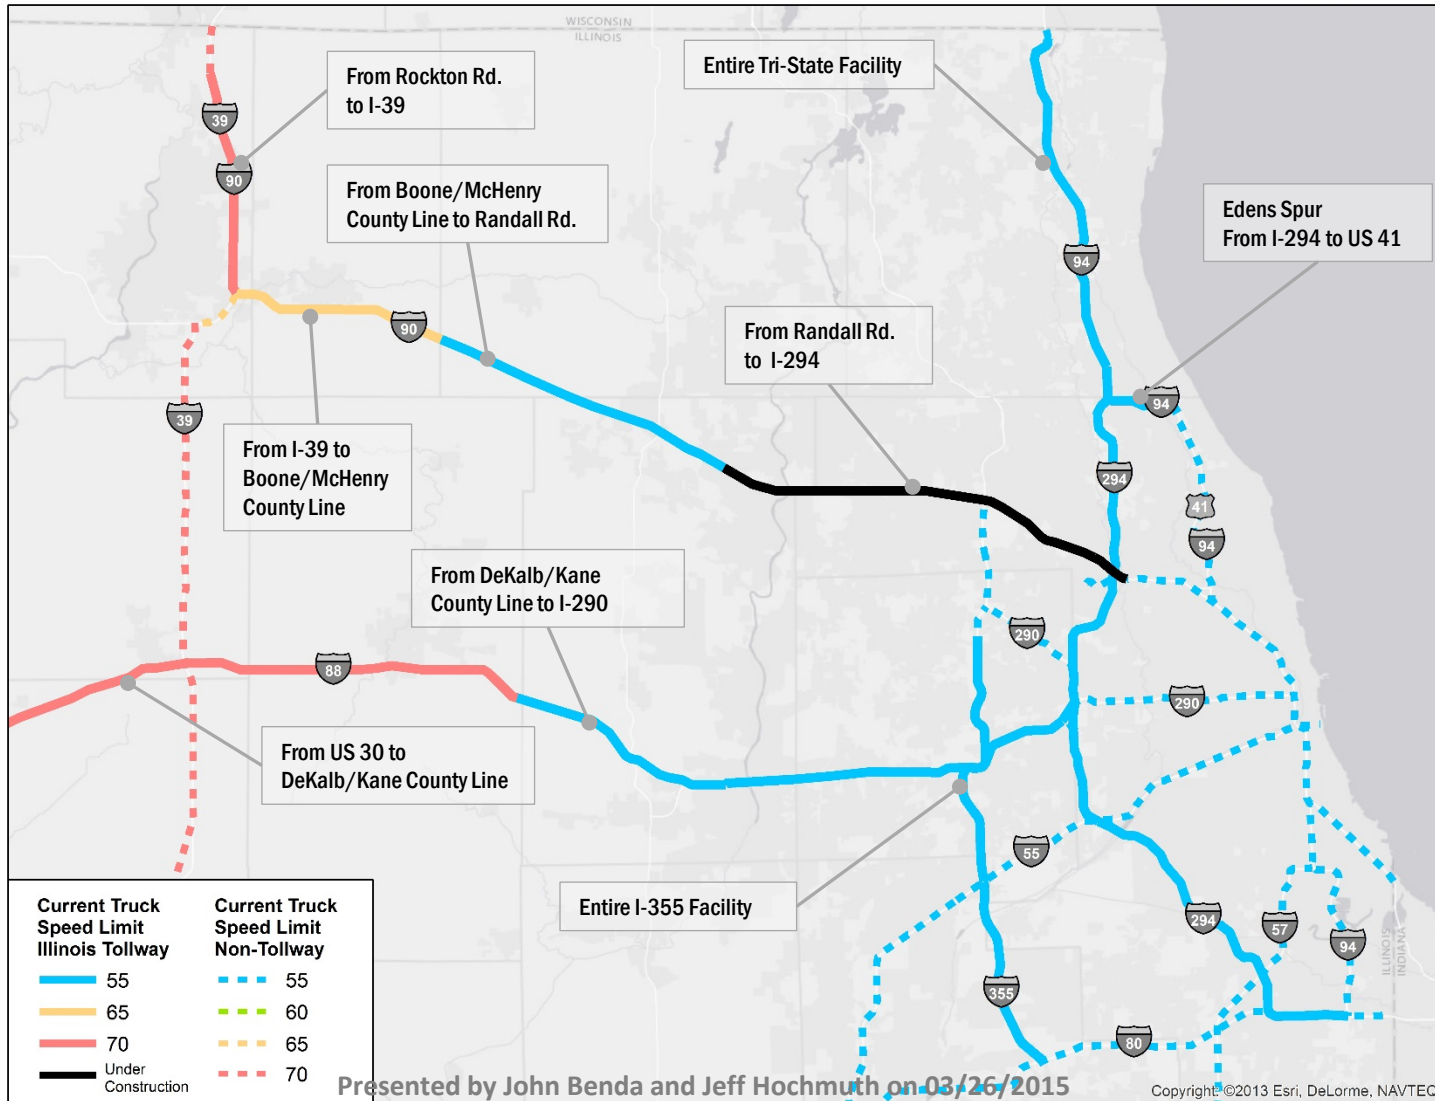 WISCONSIN
ILLINOIS
From Rockton Rd.
to I-39
Entire Tri-State Facility
39
90
From Boone/McHenry
County Line to Randall Rd.
Edens Spur
From I-294 to US 41
94
90
From Randall Rd.
to I-294
39
94
From I-39 to
Boone/McHenry
County Line
294
41
94
From DeKalb/Kane
County Line to I-290
290
88
290
From US 30 to
DeKalb/Kane County Line
55
Entire I-355 Facility
294
57
94
ILLINOIS
INDIANA
355
80
Current Truck
Speed Limit
Illinois Tollway
55
65
70
Under
Construction
Current Truck
Speed Limit
Non-Tollway
55
60
65
70
Presented by John Benda and Jeff Hochmuth on 03/26/2015
Copyright: ©2013 Esri, DeLorme, NAVTEQ